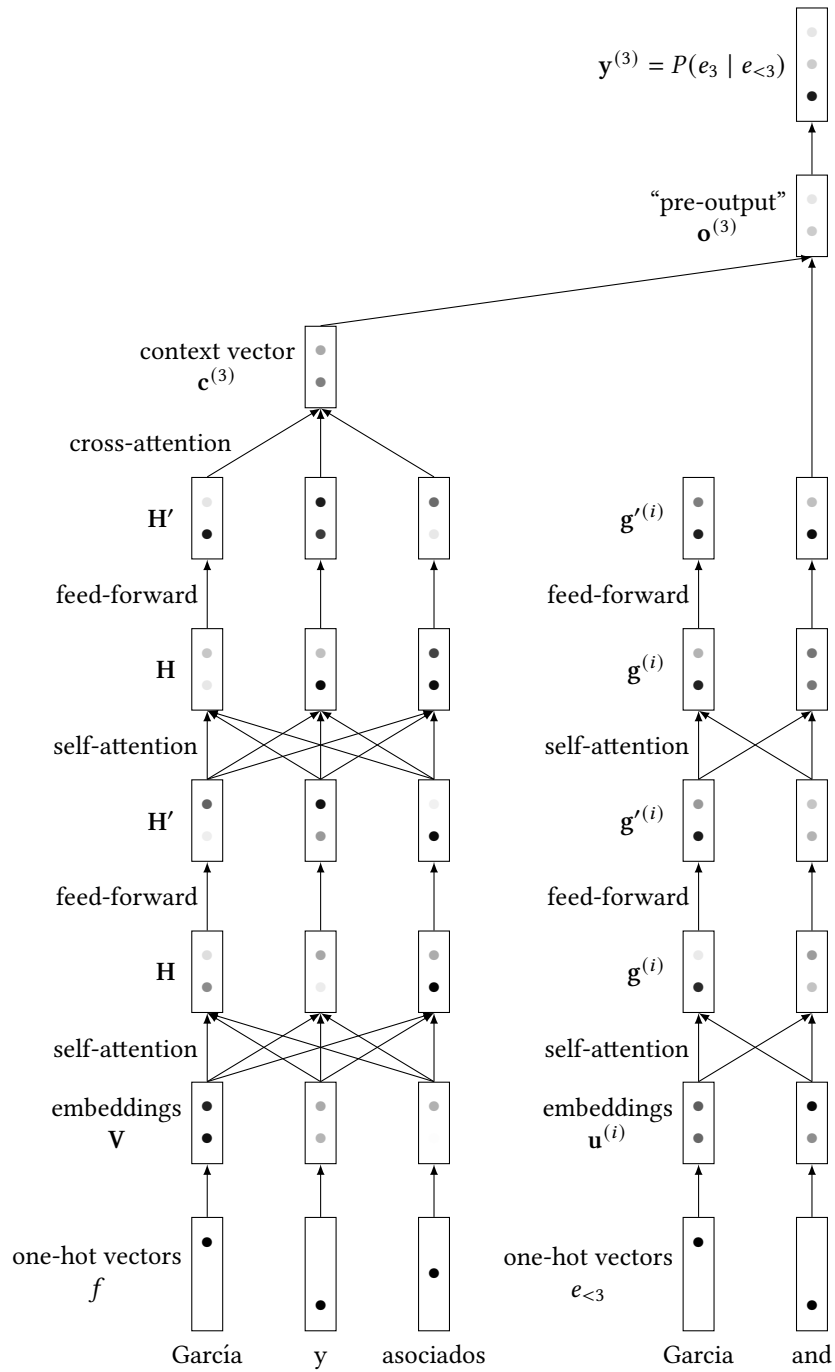 y^{(3)} = P(e_3 | e_{<3})
“pre-output”
o^{(3)}
context vector
c^{(3)}
cross-attention
H′ g′^{(i)}
feed-forward feed-forward
H g^{(i)}
self-attention self-attention
H′ g′^{(i)}
feed-forward feed-forward
H g^{(i)}
self-attention self-attention
embeddings embeddings
V u^{(i)}
one-hot vectors one-hot vectors
f e_{<3}
García y asociados Garcia and